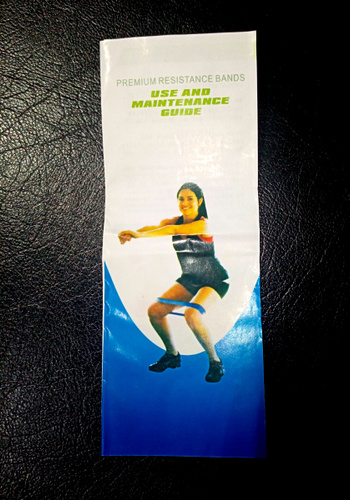 PREMIUM RESISTANCE BANDS
USE AND
MAINTENANCE
GUIDE